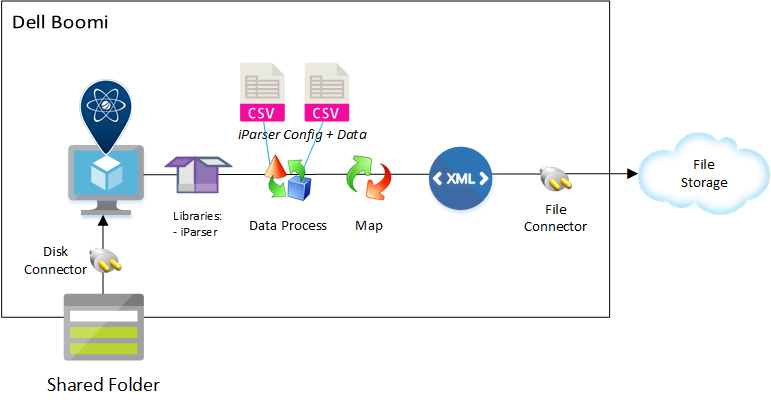 Dell Boomi
CSV
CSV
iParser Config + Data
XML
File
Storage
Libraries:
- iParser
Data Process
Map
File
Connector
Disk
Connector
Shared Folder